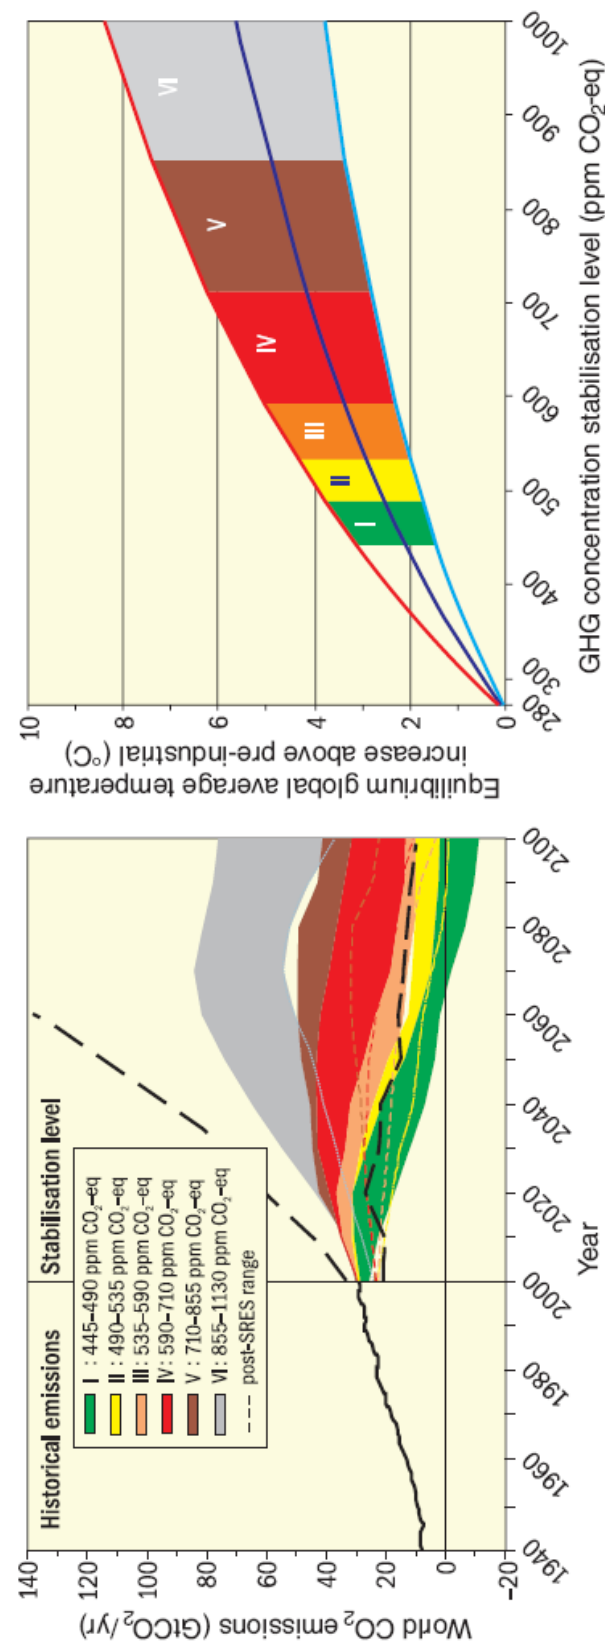 World CO₂ emissions (GtCO₂/yr)
140
120
100
80
60
40
20
0
-20
Historical emissions
Stabilisation level
I : 445–490 ppm CO₂–eq
II : 490–535 ppm CO₂–eq
III: 535–590 ppm CO₂–eq
IV: 590–710 ppm CO₂–eq
V : 710–855 ppm CO₂–eq
VI: 855–1130 ppm CO₂–eq
post-SRES range
1940
1960
1980
2000
2020
2040
2060
2080
2100
Year
Equilibrium global average temperature
increase above pre-industrial (°C)
10
8
6
4
2
0
I
II
III
IV
V
VI
280
300
400
500
600
700
800
900
1000
GHG concentration stabilisation level (ppm CO₂-eq)